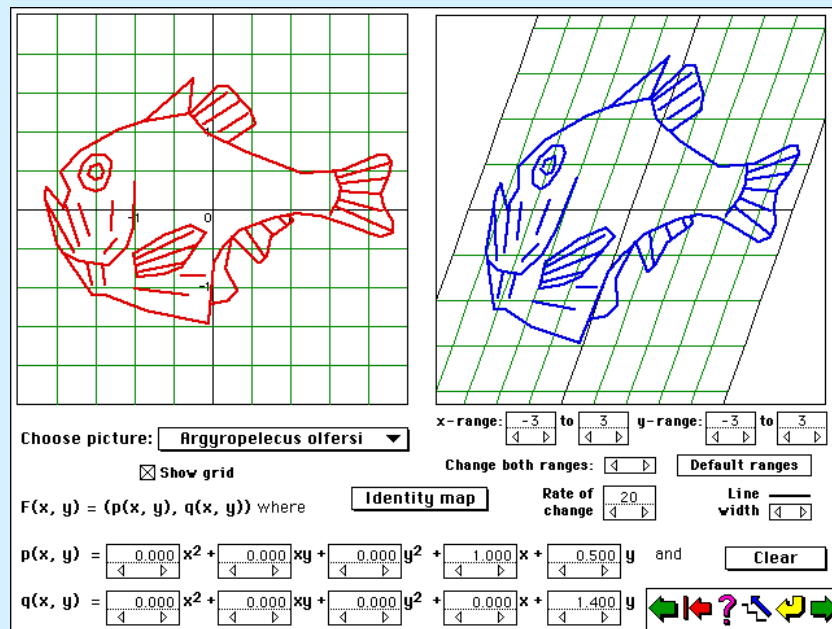 1
-1
0
-1
x-range: -3 to 3 y-range: -3 to 3
Choose picture: Argyropelecus olfersi
Change both ranges: Default ranges
Show grid
Identity map
Rate of change 20
Line width
F(x, y) = (p(x, y), q(x, y)) where
p(x, y) = 0.000 x² + 0.000 xy + 0.000 y² + 1.000 x + 0.500 y and
Clear
q(x, y) = 0.000 x² + 0.000 xy + 0.000 y² + 0.000 x + 1.400 y
?